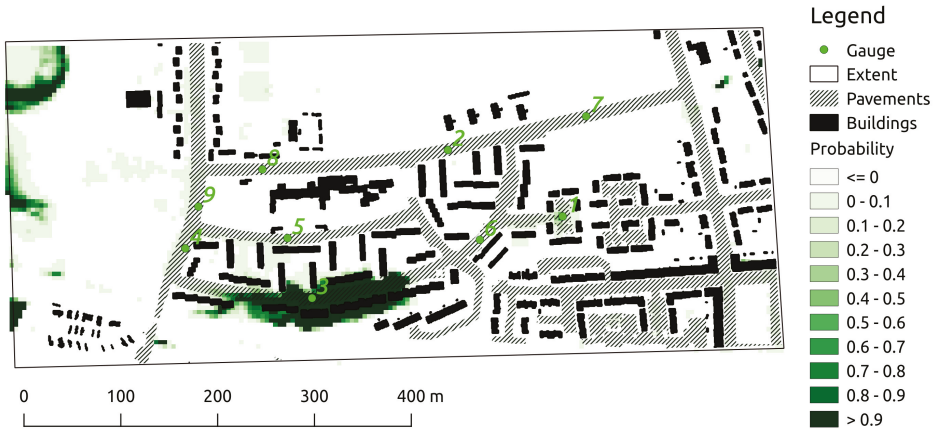 Legend
Gauge
Extent
Pavements
Buildings
Probability
<= 0
0 - 0.1
0.1 - 0.2
0.2 - 0.3
0.3 - 0.4
0.4 - 0.5
0.5 - 0.6
0.6 - 0.7
0.7 - 0.8
0.8 - 0.9
> 0.9
7
2
8
9
1
5
6
4
3
0 100 200 300 400 m